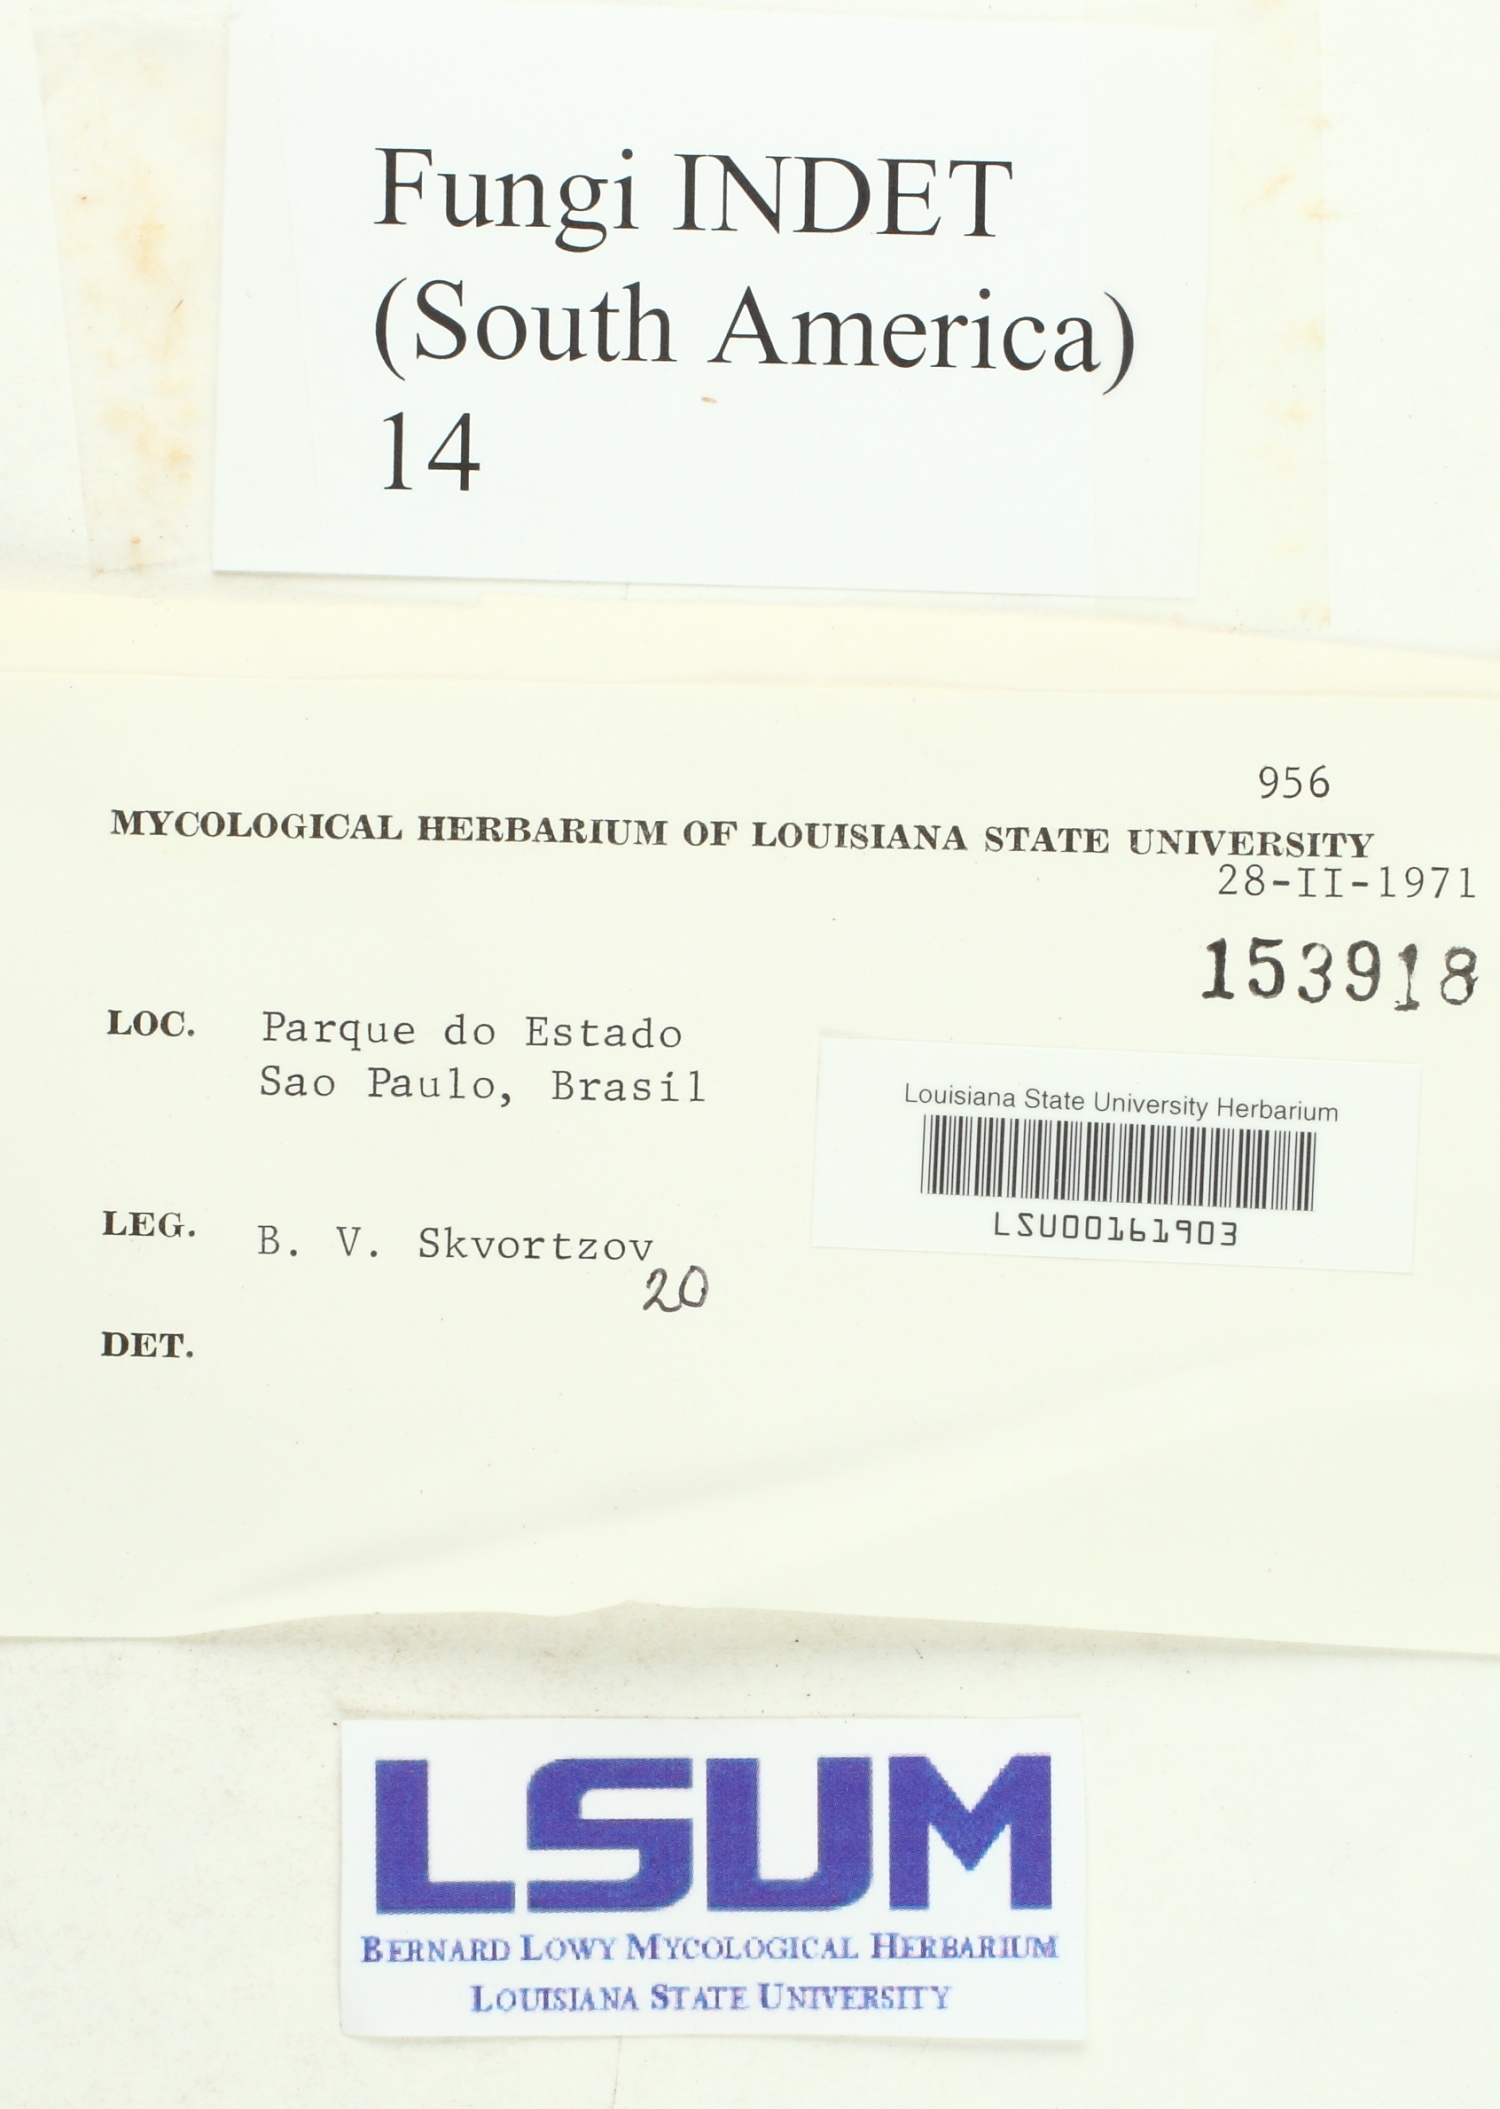 Fungi INDET
(South America)
14
956
MYCOLOGICAL HERBARIUM OF LOUISIANA STATE UNIVERSITY
28-II-1971
153918
LOC. Parque do Estado
Sao Paulo, Brasil
Louisiana State University Herbarium
LSU00161903
LEG. B. V. Skvortzov
20
DET.
LSUM
BERNARD LOWY MYCOLOGICAL HERBARIUM
LOUISIANA STATE UNIVERSITY